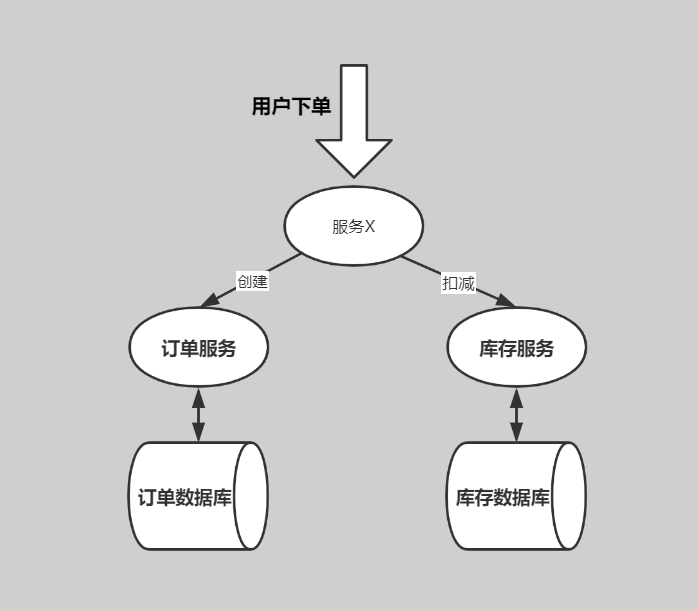 用户下单
服务X
创建
扣减
订单服务
库存服务
订单数据库
库存数据库